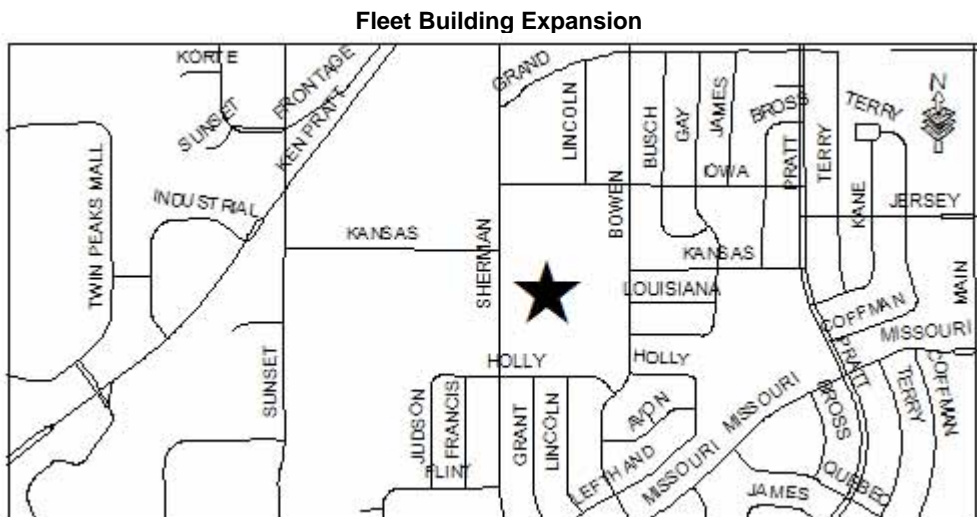 Fleet Building Expansion
KORTE
FRONTAGE
GRAND
SUNSET
KEN PRATT
LINCOLN
BUSCH
GAY
JAMES
BROSS
TERRY
N
PRATT
TERRY
IOWA
TWIN PEAKS MALL
INDUSTRIAL
KANE
JERSEY
KANSAS
SHERMAN
BOWEN
KANSAS
LOUISIANA
MAIN
COFFMAN
MISSOURI
HOLLY
HOLLY
PRATT
SUNSET
JUDSON
FRANCIS
GRANT
LINCOLN
AVON
MISSOURI
BROSS
TERRY
COFFMAN
FLINT
LEFTHAND
MISSOURI
QUEBEC
JAMES